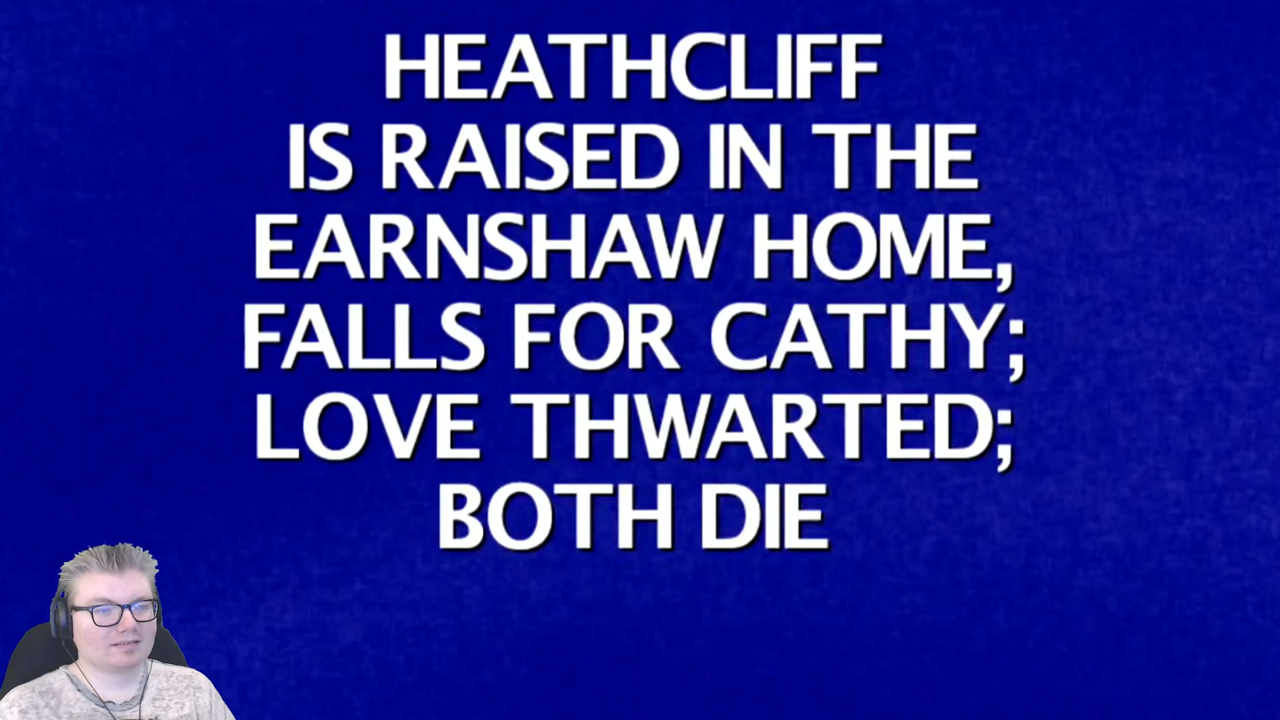 HEATHCLIFF
IS RAISED IN THE
EARNSHAW HOME,
FALLS FOR CATHY;
LOVE THWARTED;
BOTH DIE